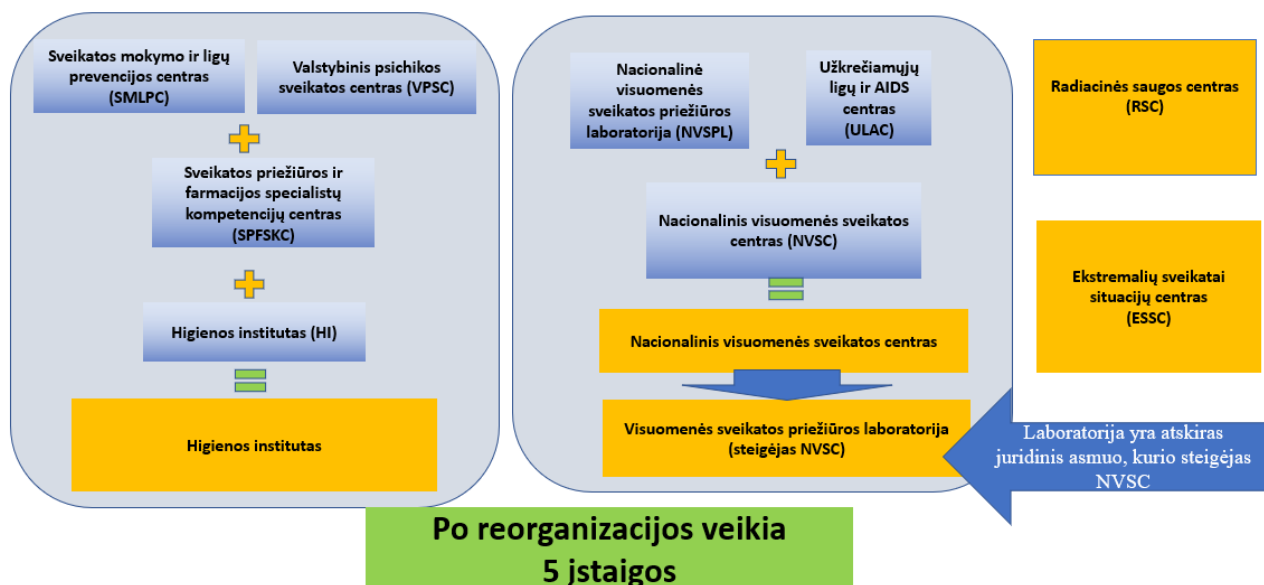 Sveikatos mokymo ir ligų
prevencijos centras
(SMLPC)
Valstybinis psichikos
sveikatos centras (VPSC)
Sveikatos priežiūros ir
farmacijos specialistų
kompetencijų centras
(SPFSKC)
Higienos institutas (HI)
Higienos institutas
Nacionalinė
visuomenės
sveikatos priežiūros
laboratorija (NVSPL)
Užkrečiamųjų
ligų ir AIDS
centras
(ULAC)
Nacionalinis visuomenės sveikatos
centras (NVSC)
Nacionalinis visuomenės sveikatos centras
Visuomenės sveikatos priežiūros laboratorija
(steigėjas NVSC)
Radiacinės saugos centras
(RSC)
Ekstremalių sveikatai
situacijų centras
(ESSC)
Laboratorija yra atskiras
juridinis asmuo, kurio steigėjas
NVSC
Po reorganizacijos veikia
5 įstaigos